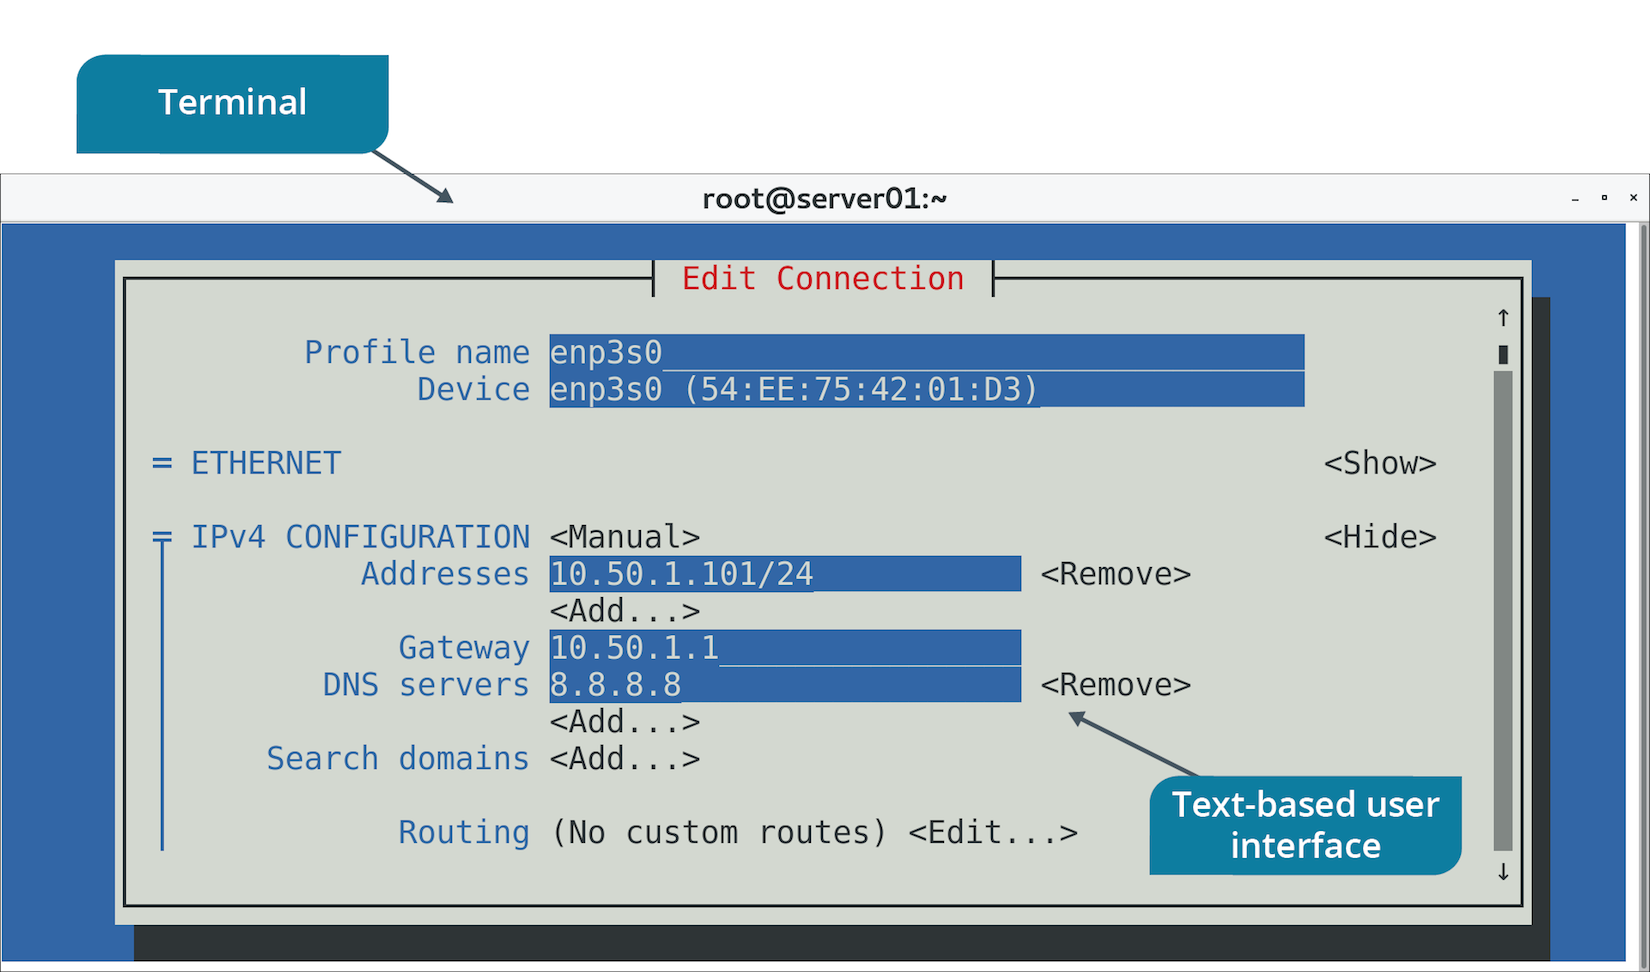 Terminal
root@server01:~
Edit Connection
Profile name enp3s0
Device enp3s0 (54:EE:75:42:01:D3)
= ETHERNET <Show>
= IPv4 CONFIGURATION <Manual> <Hide>
Addresses 10.50.1.101/24 <Remove>
<Add...>
Gateway 10.50.1.1
DNS servers 8.8.8.8 <Remove>
<Add...>
Search domains <Add...>
Routing (No custom routes) <Edit...>
Text-based user
interface